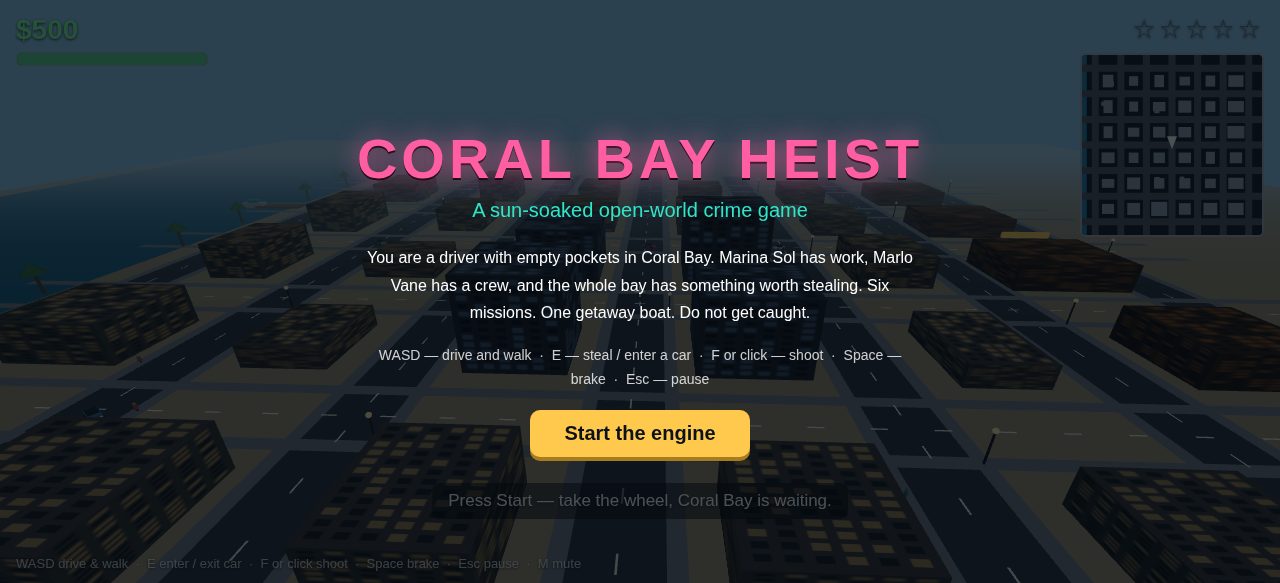 $500
☆☆☆☆☆
CORAL BAY HEIST
A sun-soaked open-world crime game
You are a driver with empty pockets in Coral Bay. Marina Sol has work, Marlo
Vane has a crew, and the whole bay has something worth stealing. Six
missions. One getaway boat. Do not get caught.
WASD — drive and walk · E — steal / enter a car · F or click — shoot · Space —
brake · Esc — pause
Start the engine
Press Start — take the wheel, Coral Bay is waiting.
WASD drive & walk · E enter / exit car · F or click shoot · Space brake · Esc pause · M mute